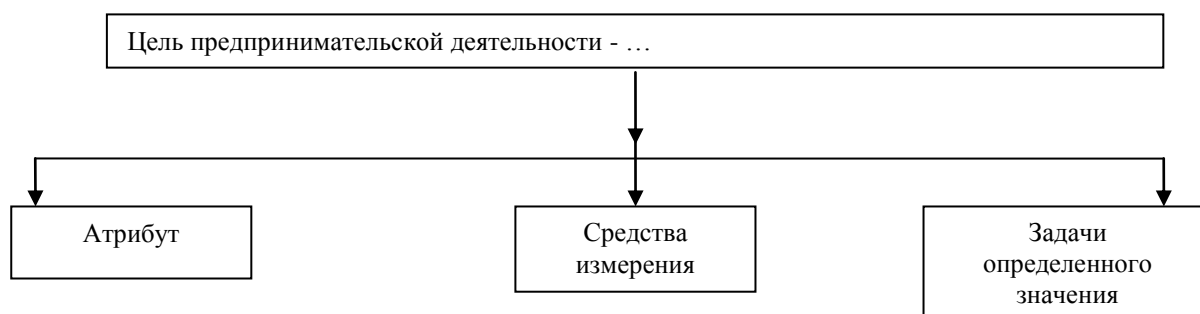 Цель предпринимательской деятельности - …
Атрибут
Средства
измерения
Задачи
определенного
значения